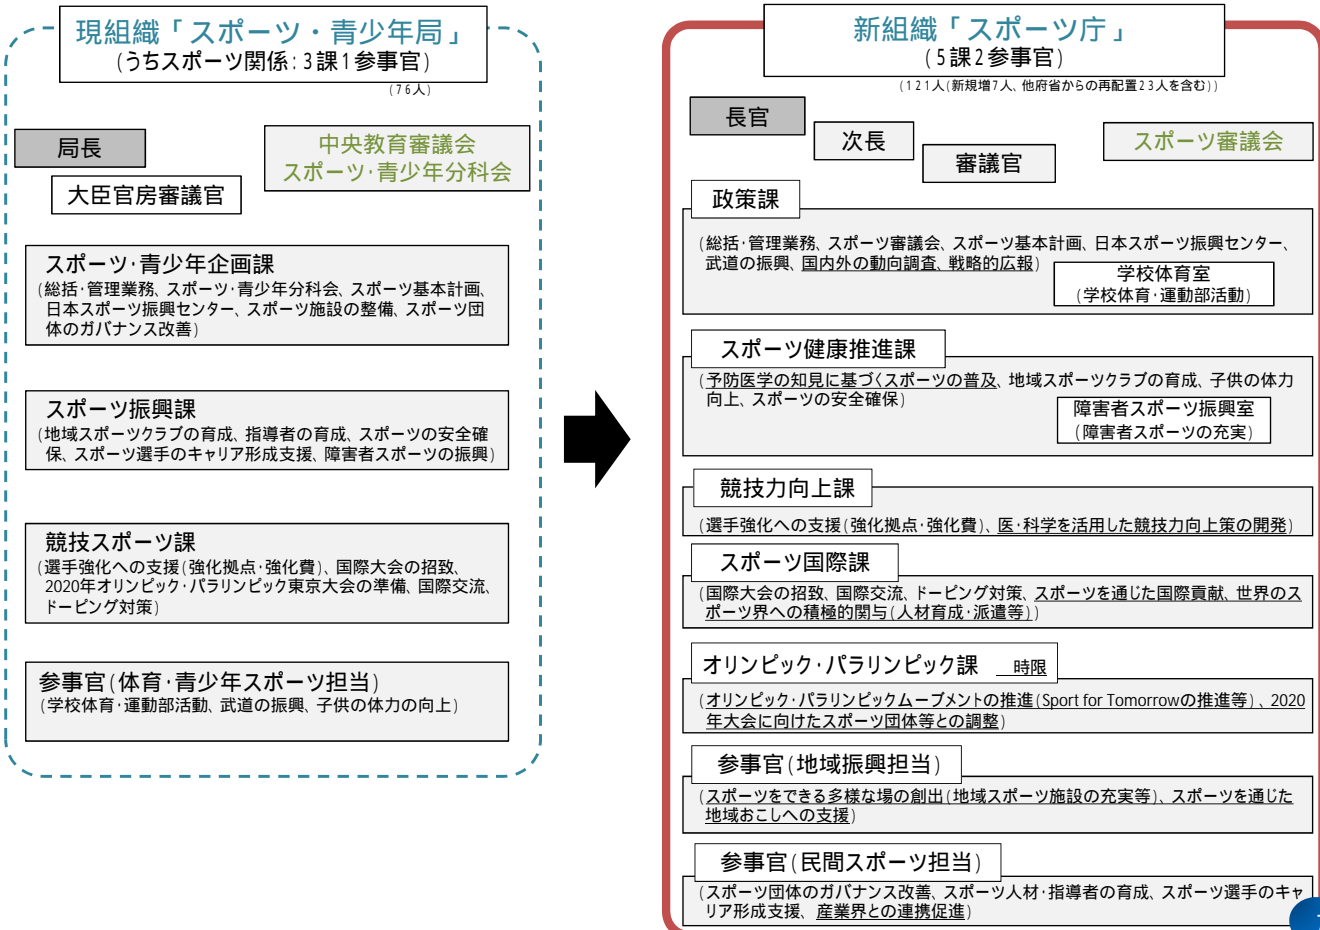 現組織「スポーツ・青少年局」
(うちスポーツ関係:3課1参事官)
(76人)
局長
大臣官房審議官
中央教育審議会
スポーツ・青少年分科会
スポーツ・青少年企画課
(総括・管理業務、スポーツ・青少年分科会、スポーツ基本計画、
日本スポーツ振興センター、スポーツ施設の整備、スポーツ団
体のガバナンス改善)
スポーツ振興課
(地域スポーツクラブの育成、指導者の育成、スポーツの安全確
保、スポーツ選手のキャリア形成支援、障害者スポーツの振興)
競技スポーツ課
(選手強化への支援(強化拠点・強化費)、国際大会の招致、
2020年オリンピック・パラリンピック東京大会の準備、国際交流、
ドーピング対策)
参事官(体育・青少年スポーツ担当)
(学校体育・運動部活動、武道の振興、子供の体力の向上)
新組織「スポーツ庁」
(5課2参事官)
(121人(新規増7人、他府省からの再配置23人を含む))
長官
次長
審議官
スポーツ審議会
政策課
(総括・管理業務、スポーツ審議会、スポーツ基本計画、日本スポーツ振興センター、
武道の振興、国内外の動向調査、戦略的広報)
学校体育室
(学校体育・運動部活動)
スポーツ健康推進課
(予防医学の知見に基づくスポーツの普及、地域スポーツクラブの育成、子供の体力
向上、スポーツの安全確保)
障害者スポーツ振興室
(障害者スポーツの充実)
競技力向上課
(選手強化への支援(強化拠点・強化費)、医・科学を活用した競技力向上策の開発)
スポーツ国際課
(国際大会の招致、国際交流、ドーピング対策、スポーツを通じた国際貢献、世界のス
ポーツ界への積極的関与(人材育成・派遣等))
オリンピック・パラリンピック課 時限
(オリンピック・パラリンピックムーブメントの推進(Sport for Tomorrowの推進等)、2020
年大会に向けたスポーツ団体等との調整)
参事官(地域振興担当)
(スポーツをできる多様な場の創出(地域スポーツ施設の充実等)、スポーツを通じた
地域おこしへの支援)
参事官(民間スポーツ担当)
(スポーツ団体のガバナンス改善、スポーツ人材・指導者の育成、スポーツ選手のキャ
リア形成支援、産業界との連携促進)